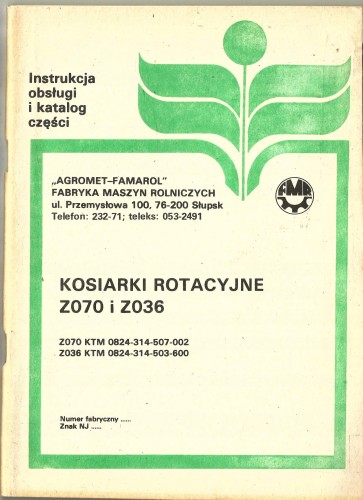 Instrukcja
obsługi
i katalog
części
„AGROMET–FAMAROL”
FABRYKA MASZYN ROLNICZYCH
ul. Przemysłowa 100, 76-200 Słupsk
Telefon: 232-71; teleks: 053-2491
FMR
KOSIARKI ROTACYJNE
Z070 i Z036
Z070 KTM 0824-314-507-002
Z036 KTM 0824-314-503-600
Numer fabryczny .....
Znak NJ .....